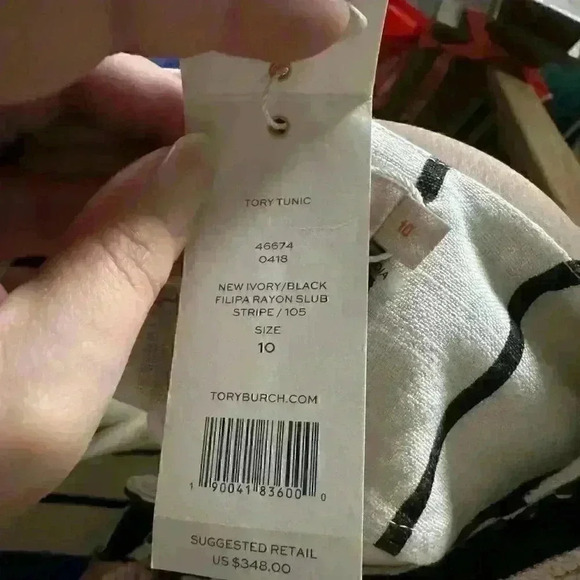 TORY TUNIC
46674
0418
NEW IVORY/BLACK
FILIPA RAYON SLUB
STRIPE / 105
SIZE
10
TORYBURCH.COM
1 90041 83600 0
SUGGESTED RETAIL
US $348.00
10